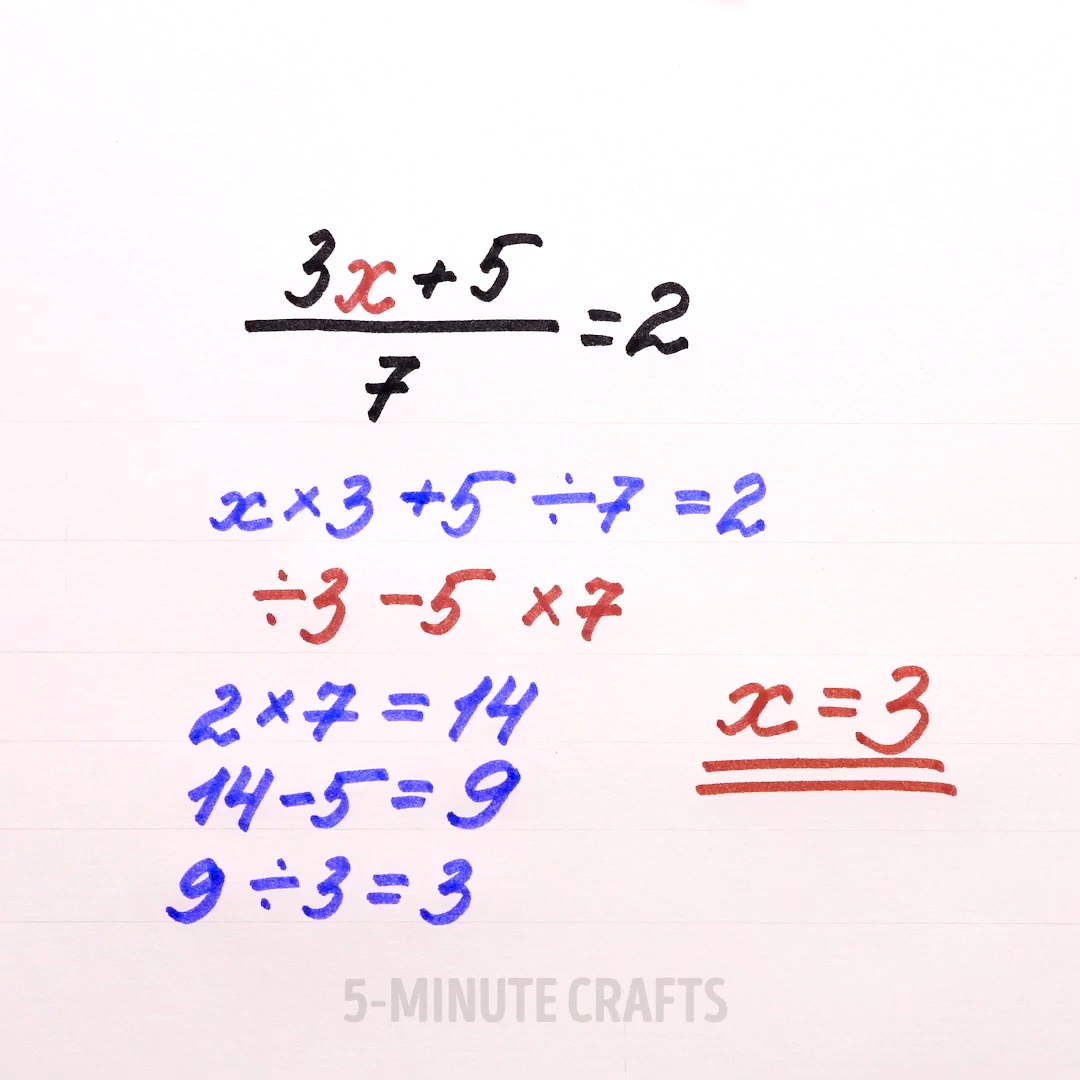 3x+5
7
=2
x×3 +5 ÷7 =2
÷3 -5 ×7
2×7=14
14-5=9
9÷3=3
x=3
5-MINUTE CRAFTS